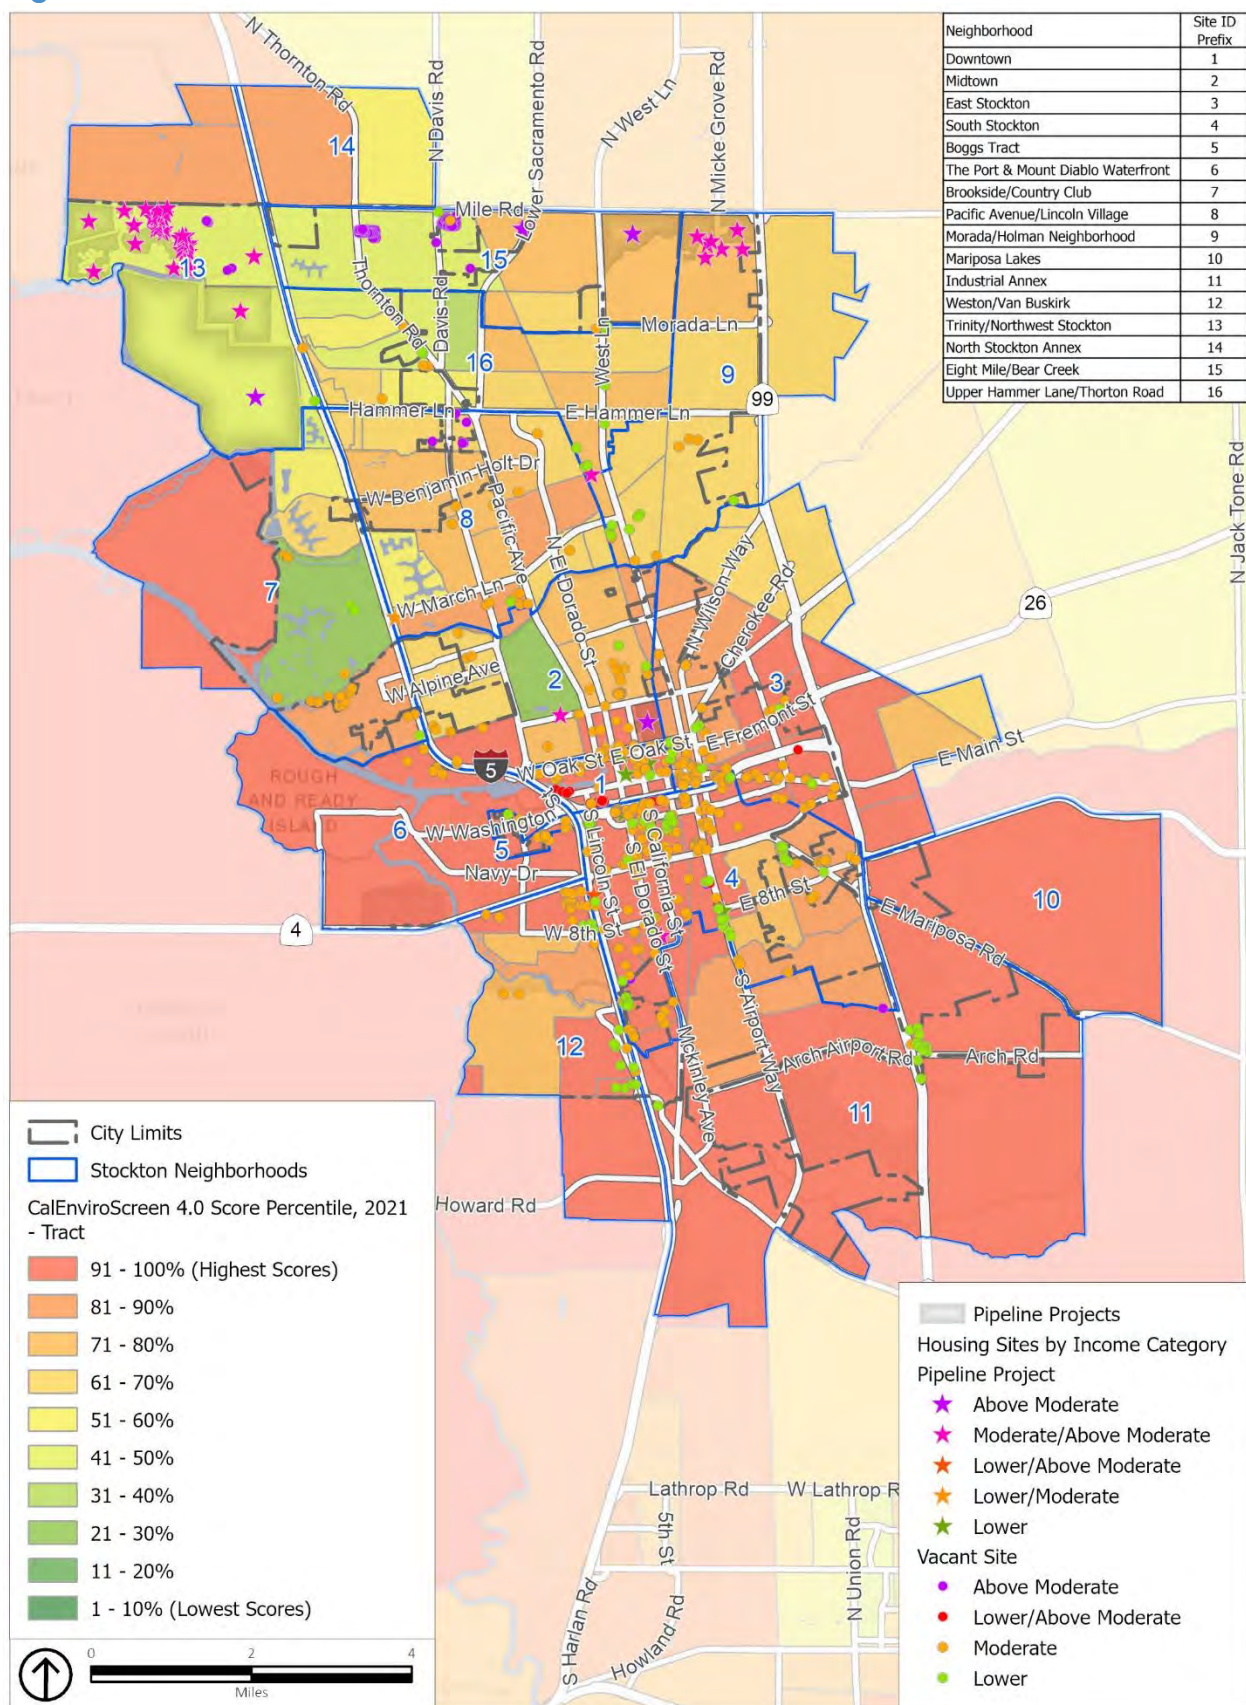 Neighborhood Site ID Prefix
Downtown 1
Midtown 2
East Stockton 3
South Stockton 4
Boggs Tract 5
The Port & Mount Diablo Waterfront 6
Brookside/Country Club 7
Pacific Avenue/Lincoln Village 8
Morada/Holman Neighborhood 9
Mariposa Lakes 10
Industrial Annex 11
Weston/Van Buskirk 12
Trinity/Northwest Stockton 13
North Stockton Annex 14
Eight Mile/Bear Creek 15
Upper Hammer Lane/Thorton Road 16
N Thornton Rd
N Davis Rd
Lower Sacramento Rd
N West Ln
N Micke Grove Rd
14
Mile Rd
13
15
Thornton Rd
Davis Rd
West Ln
Morada Ln
16
9
99
Hammer Ln
E Hammer Ln
W Benjamin Holt Dr
Pacific Ave
8
N El Dorado St
N Wilson Way
Cherokee Rd
N Jack Tone Rd
7
W March Ln
26
W Alpine Ave
2
3
E Fremont St
W Oak St
E Oak St
E Main St
5
ROUGH
AND READY
ISLAND
1
St
6
W Washington
5
Navy Dr
S Lincoln St
S El Dorado St
S California St
4
E 8th St
10
4
W 8th St
E Mariposa Rd
S Airport Way
12
Mckinley Ave
Arch Airport Rd
Arch Rd
11
Howard Rd
Lathrop Rd
W Lathrop R
5th St
N Union Rd
S Harlan Rd
Howland Rd
City Limits
Stockton Neighborhoods
CalEnviroScreen 4.0 Score Percentile, 2021
- Tract
91 - 100% (Highest Scores)
81 - 90%
71 - 80%
61 - 70%
51 - 60%
41 - 50%
31 - 40%
21 - 30%
11 - 20%
1 - 10% (Lowest Scores)
0 2 4
Miles
Pipeline Projects
Housing Sites by Income Category
Pipeline Project
Above Moderate
Moderate/Above Moderate
Lower/Above Moderate
Lower/Moderate
Lower
Vacant Site
Above Moderate
Lower/Above Moderate
Moderate
Lower